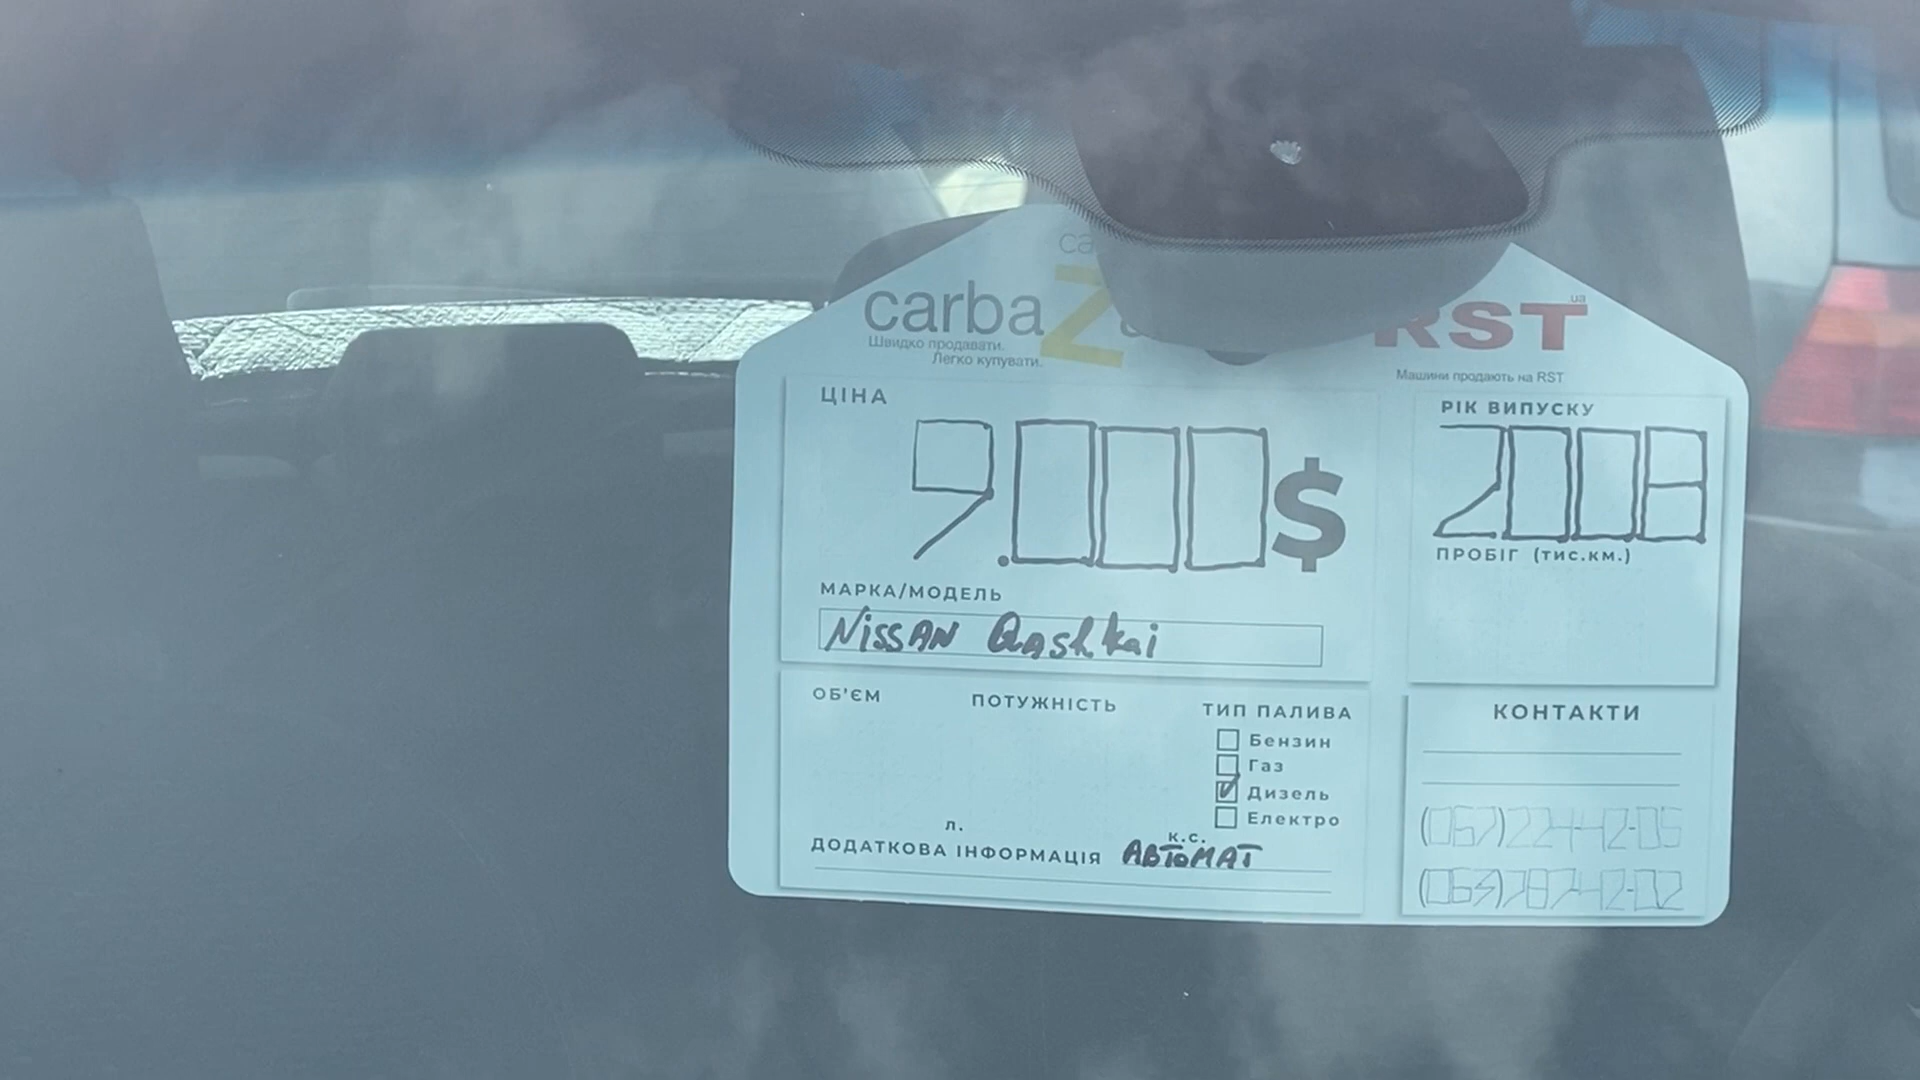 carbaZa
.ua
RST
Швидко продавати.
Легко купувати.
Машини продають на RST
ЦІНА
9.000$
РІК ВИПУСКУ
2008
ПРОБІГ (тис.км.)
МАРКА/МОДЕЛЬ
Nissan Qashkai
ОБ'ЄМ
ПОТУЖНІСТЬ
ТИП ПАЛИВА
Бензин
Газ
Дизель
Електро
л.
к.с.
ДОДАТКОВА ІНФОРМАЦІЯ АВТОМАТ
КОНТАКТИ
(067)224-42-05
(063)787-42-02